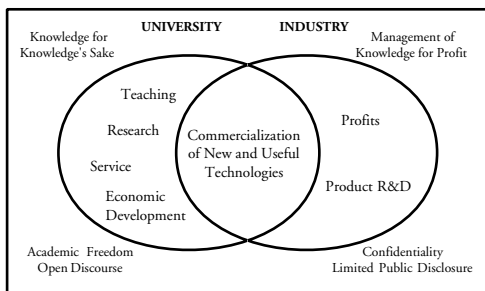 UNIVERSITY INDUSTRY
Knowledge for
Knowledge's Sake
Management of
Knowledge for Profit
Teaching
Research
Service
Economic
Development
Commercialization
of New and Useful
Technologies
Profits
Product R&D
Academic Freedom
Open Discourse
Confidentiality
Limited Public Disclosure